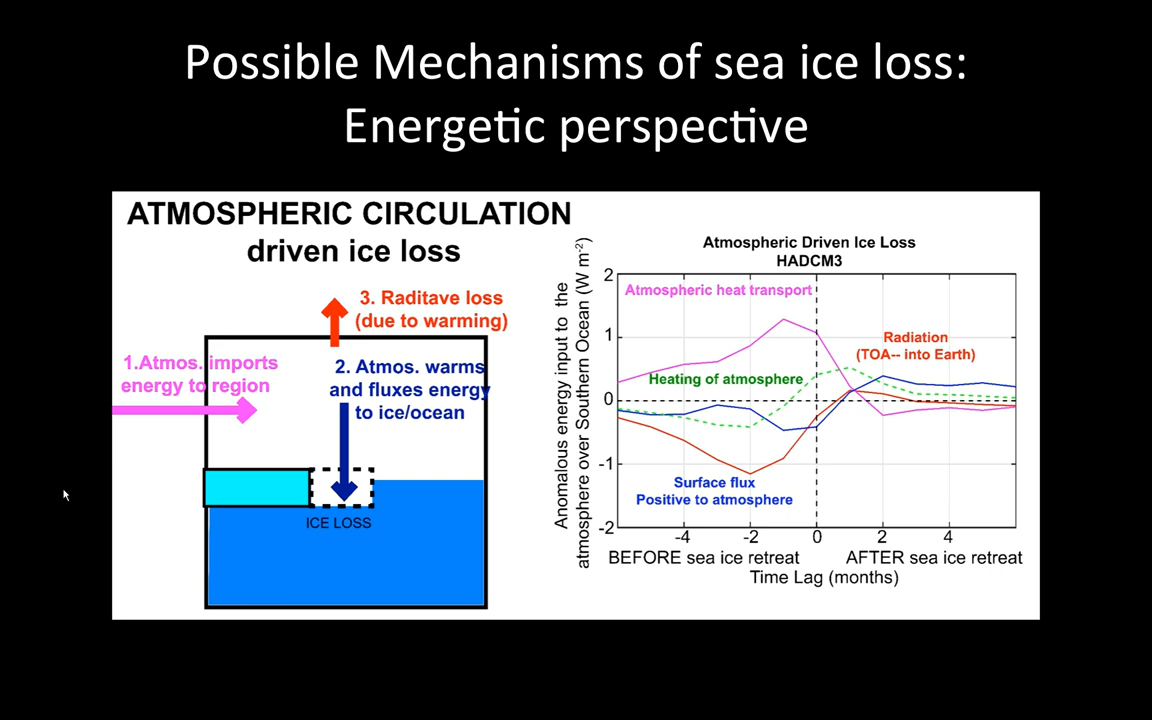 Possible Mechanisms of sea ice loss:
Energetic perspective
ATMOSPHERIC CIRCULATION
driven ice loss
3. Raditave loss
(due to warming)
1.Atmos. imports
energy to region
2. Atmos. warms
and fluxes energy
to ice/ocean
ICE LOSS
Atmospheric Driven Ice Loss
HADCM3
Anomalous energy input to the
atmosphere over Southern Ocean (W m-2)
2
1
0
-1
-2
Atmospheric heat transport
Radiation
(TOA-- into Earth)
Heating of atmosphere
Surface flux
Positive to atmosphere
-4
-2
0
2
4
BEFORE sea ice retreat
AFTER sea ice retreat
Time Lag (months)